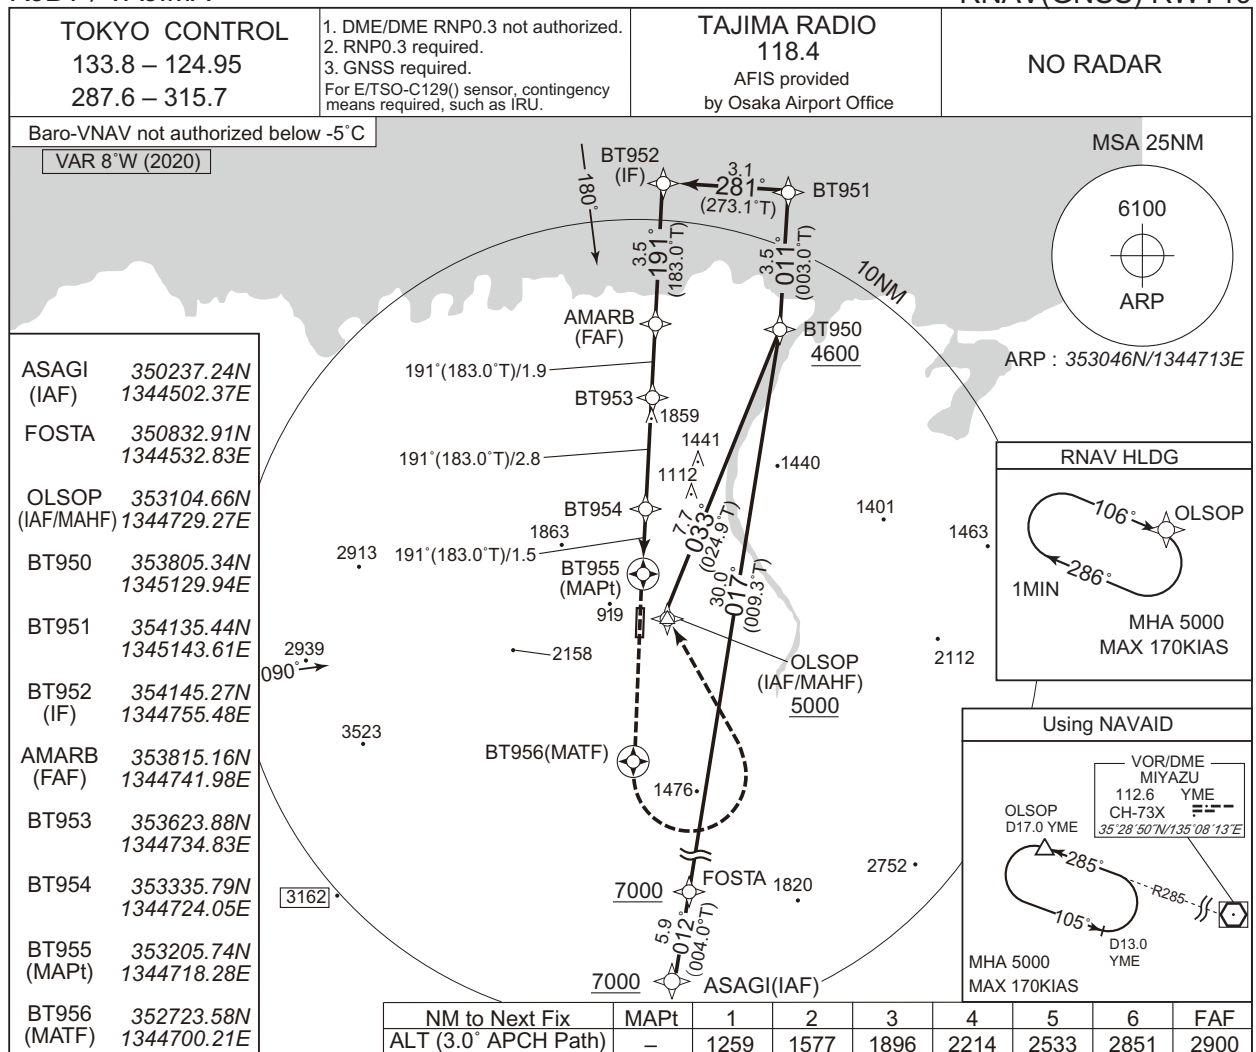 TOKYO CONTROL
133.8 – 124.95
287.6 – 315.7
1. DME/DME RNP0.3 not authorized.
2. RNP0.3 required.
3. GNSS required.
For E/TSO-C129() sensor, contingency
means required, such as IRU.
TAJIMA RADIO
118.4
AFIS provided
by Osaka Airport Office
NO RADAR
Baro-VNAV not authorized below -5˚C
VAR 8˚W (2020)
MSA 25NM
6100
ARP
ARP : 353046N/1344713E
180˚
BT952
(IF)
3.1
281˚
(273.1˚T)
BT951
3.5
191˚
(183.0˚T)
3.5
011˚
(003.0˚T)
10NM
AMARB
(FAF)
BT950
4600
191˚(183.0˚T)/1.9
BT953
1859
1441
1112
191˚(183.0˚T)/2.8
1440
BT954
1863
1401
1463
2913
191˚(183.0˚T)/1.5
BT955
(MAPt)
919
7.7
033˚
(024.9˚T)
30.0
017˚
(009.3˚T)
2939
090˚
2158
OLSOP
(IAF/MAHF)
5000
2112
3523
BT956(MATF)
1476
2752
FOSTA
7000
1820
3162
5.9
012˚
(004.0˚T)
7000
ASAGI(IAF)
ASAGI 350237.24N
(IAF) 1344502.37E
FOSTA 350832.91N
1344532.83E
OLSOP 353104.66N
(IAF/MAHF) 1344729.27E
BT950 353805.34N
1345129.94E
BT951 354135.44N
1345143.61E
BT952 354145.27N
(IF) 1344755.48E
AMARB 353815.16N
(FAF) 1344741.98E
BT953 353623.88N
1344734.83E
BT954 353335.79N
1344724.05E
BT955 353205.74N
(MAPt) 1344718.28E
BT956 352723.58N
(MATF) 1344700.21E
RNAV HLDG
106˚
OLSOP
286˚
1MIN
MHA 5000
MAX 170KIAS
Using NAVAID
VOR/DME
MIYAZU
112.6 YME
CH-73X
35˚28´50˝N/135˚08´13˝E
OLSOP
D17.0 YME
285˚
R285
105˚
D13.0
YME
MHA 5000
MAX 170KIAS
NM to Next Fix MAPt 1 2 3 4 5 6 FAF
ALT (3.0˚ APCH Path) – 1259 1577 1896 2214 2533 2851 2900